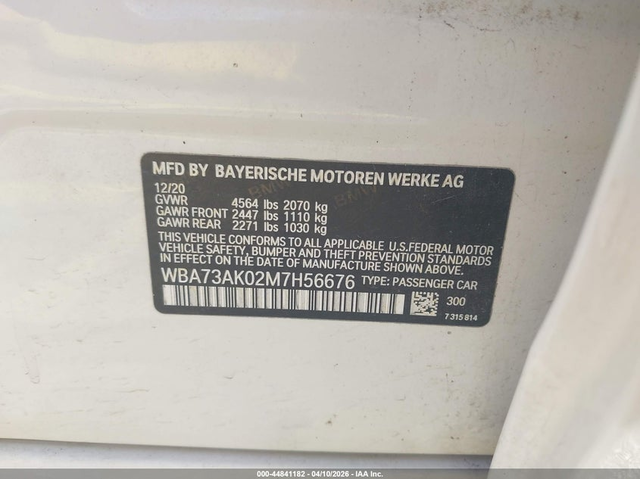 MFD BY BAYERISCHE MOTOREN WERKE AG
12/20
GVWR 4564 lbs 2070 kg
GAWR FRONT 2447 lbs 1110 kg
GAWR REAR 2271 lbs 1030 kg
THIS VEHICLE CONFORMS TO ALL APPLICABLE U.S.FEDERAL MOTOR
VEHICLE SAFETY, BUMPER AND THEFT PREVENTION STANDARDS
IN EFFECT ON THE DATE OF MANUFACTURE SHOWN ABOVE.
WBA73AK02M7H56676 TYPE: PASSENGER CAR
300
7 315 814
000-44841182 - 04/10/2026 - IAA Inc.